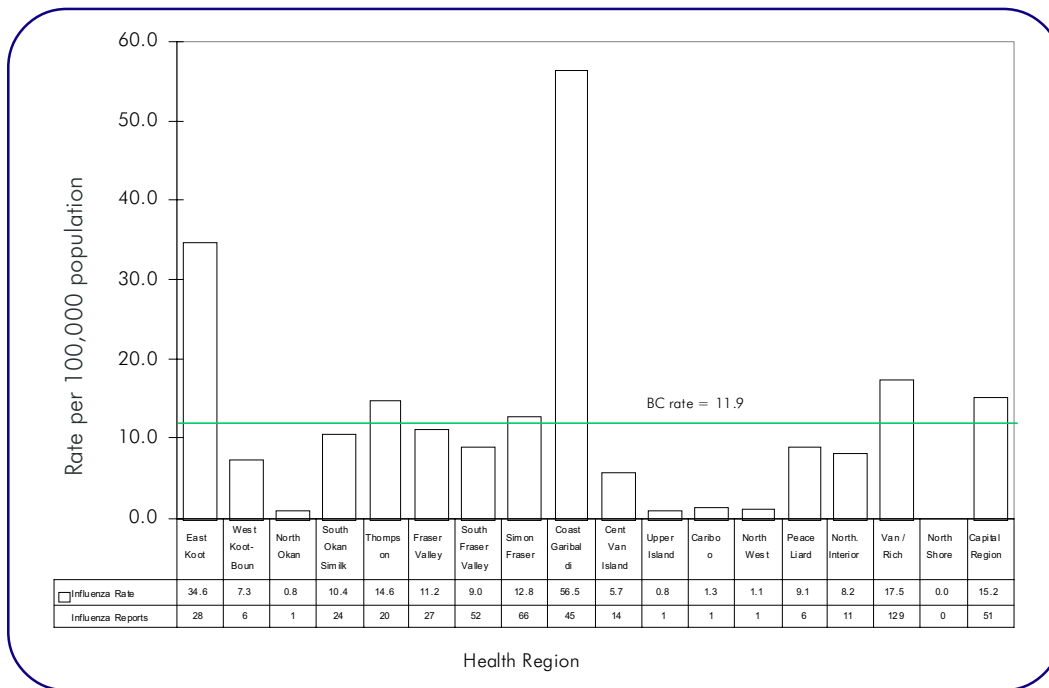 60.0
50.0
40.0
30.0
20.0
10.0
0.0
Rate per 100,000 population
BC rate = 11.9
East Koot
West Koot-Boun
North Okan
South Okan Similk
Thompson
Fraser Valley
South Fraser Valley
Simon Fraser
Coast Garibaldi
Cent Van Island
Upper Island
Cariboo
North West
Peace Liard
North. Interior
Van / Rich
North Shore
Capital Region
Influenza Rate 34.6 7.3 0.8 10.4 14.6 11.2 9.0 12.8 56.5 5.7 0.8 1.3 1.1 9.1 8.2 17.5 0.0 15.2
Influenza Reports 28 6 1 24 20 27 52 66 45 14 1 1 1 6 11 129 0 51
Health Region